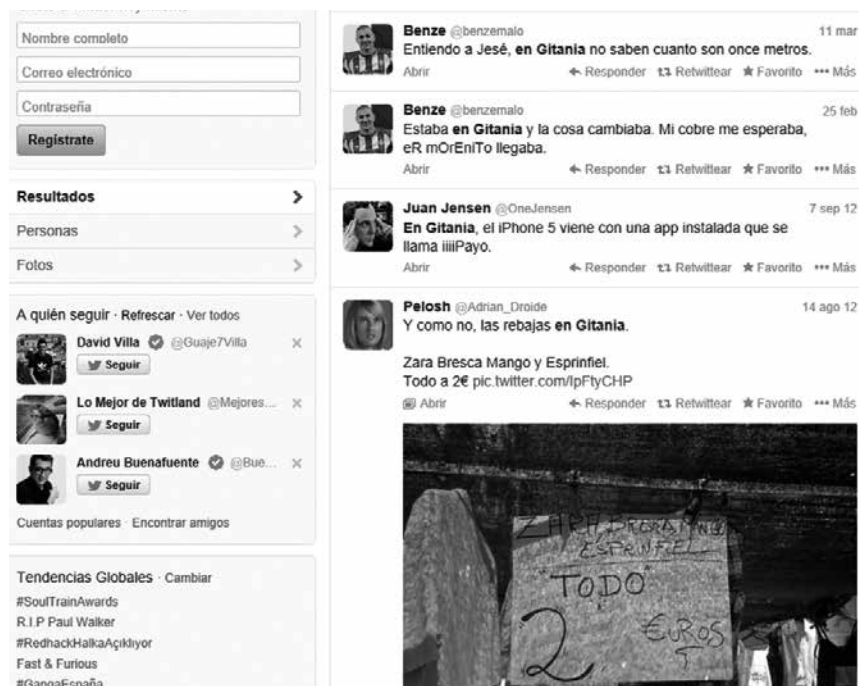 Nombre completo
Correo electrónico
Contraseña
Regístrate
Resultados
Personas
Fotos
A quién seguir · Refrescar · Ver todos
David Villa @Guaje7Villa
Seguir
Lo Mejor de Twitland @Mejores...
Seguir
Andreu Buenafuente @Bue...
Seguir
Cuentas populares · Encontrar amigos
Tendencias Globales · Cambiar
#SoulTrainAwards
R.I.P Paul Walker
#RedhackHalkaAçıklıyor
Fast & Furious
#GangaEspaña
Benze @benzemalo 11 mar
Entiendo a Jesé, en Gitania no saben cuanto son once metros.
Abrir Responder Retwittear Favorito Más
Benze @benzemalo 25 feb
Estaba en Gitania y la cosa cambiaba. Mi cobre me esperaba,
eR mOrEniTo llegaba.
Abrir Responder Retwittear Favorito Más
Juan Jensen @OneJensen 7 sep 12
En Gitania, el iPhone 5 viene con una app instalada que se
llama iiiiPayo.
Abrir Responder Retwittear Favorito Más
Pelosh @Adrian_Droide 14 ago 12
Y como no, las rebajas en Gitania.
Zara Bresca Mango y Esprinfiel.
Todo a 2€ pic.twitter.com/IpFtyCHP
Abrir Responder Retwittear Favorito Más
ZARA
ESPRINFIEL
"TODO"
2 EUROS